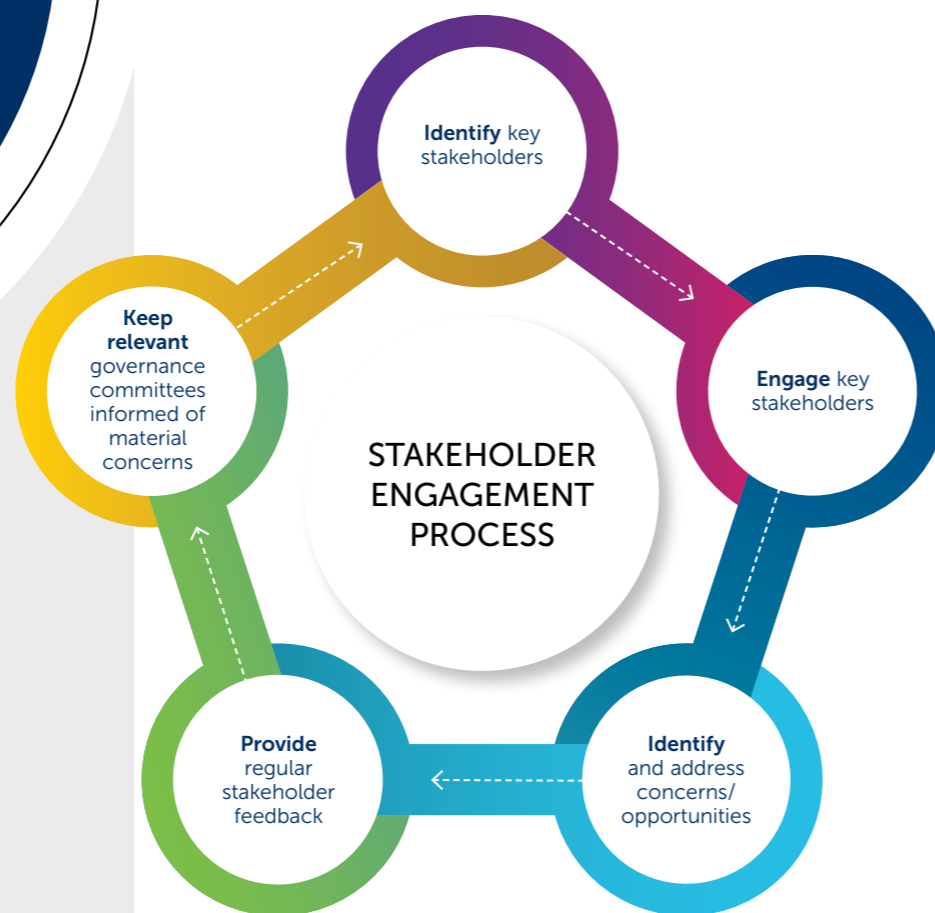 Identify key
stakeholders
Engage key
stakeholders
Identify
and address
concerns/
opportunities
Provide
regular
stakeholder
feedback
Keep
relevant
governance
committees
informed of
material
concerns
STAKEHOLDER
ENGAGEMENT
PROCESS